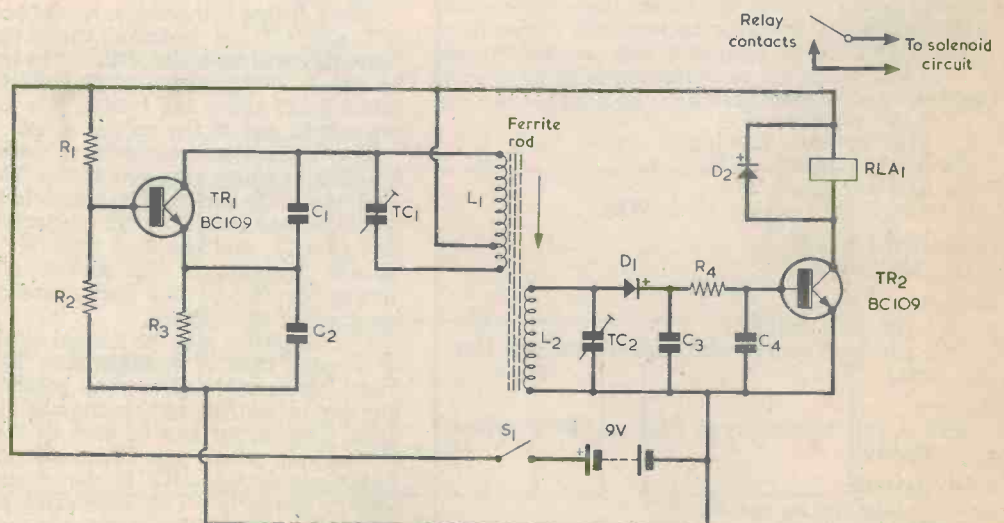 Relay
contacts
To solenoid
circuit
Ferrite
rod
R1
TR1
BC109
C1
TC1
L1
D2
+
RLA1
R2
R3
C2
D1
+
R4
TR2
BC109
L2
TC2
C3
C4
S1
9V
+